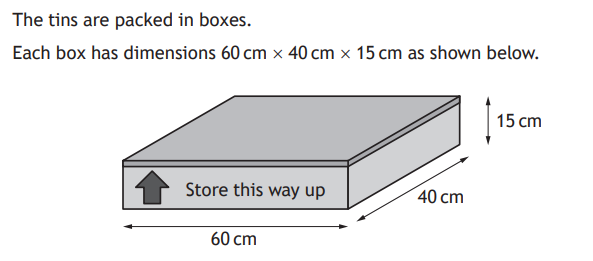 The tins are packed in boxes.
Each box has dimensions 60 cm × 40 cm × 15 cm as shown below.
15 cm
Store this way up
40 cm
60 cm